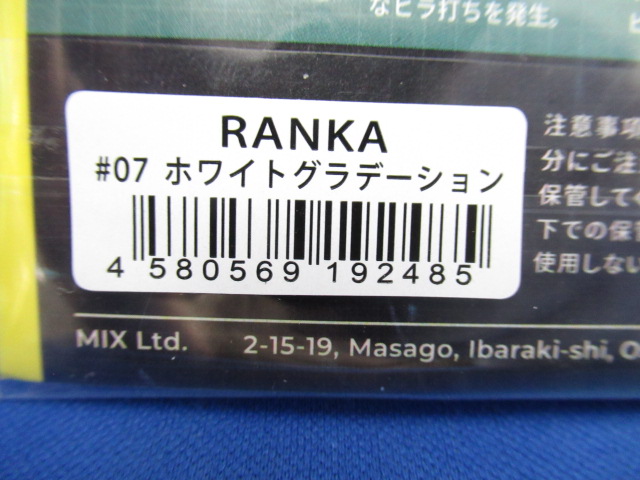 なヒラ打ちを発生。
RANKA
#07 ホワイトグラデーション
4 580569 192485
注意事項
分にご注
保管して
下での保管
使用しない
MIX Ltd. 2-15-19, Masago, Ibaraki-shi, O